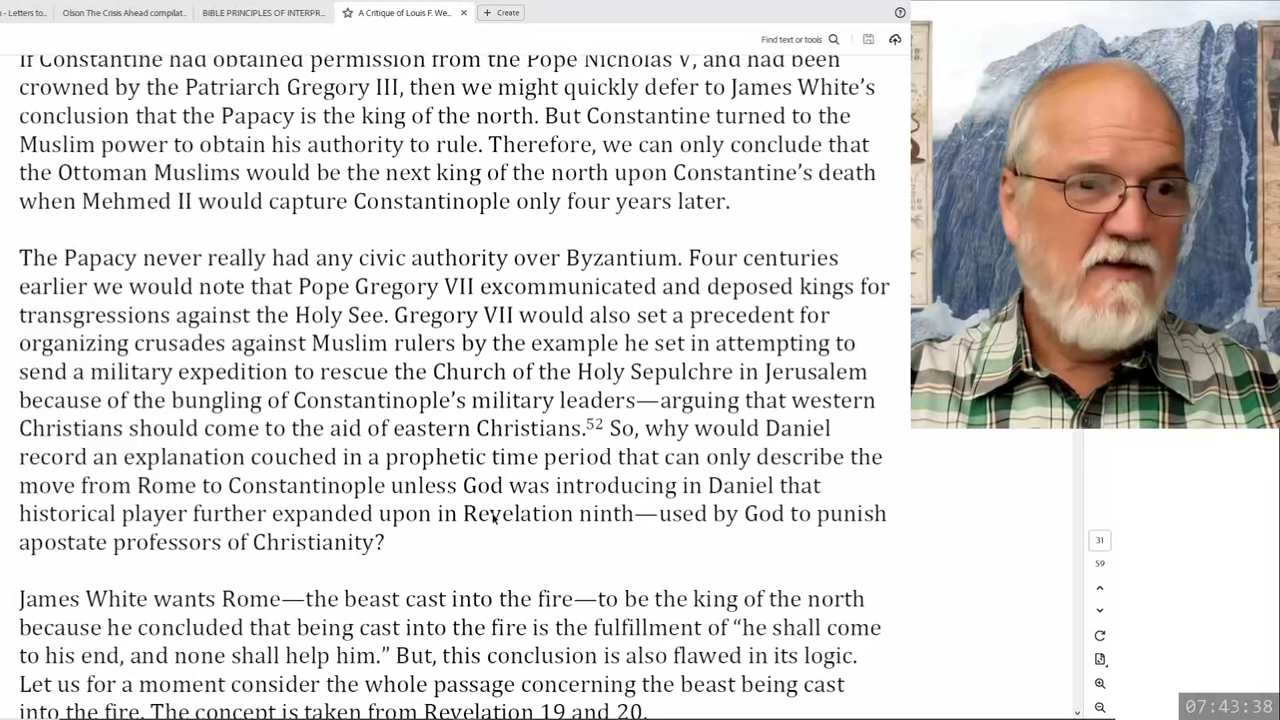 - Letters to..
Olson The Crisis Ahead compilat..
BIBLE PRINCIPLES OF INTERPR...
A Critique of Louis F. We...
Create
Find text or tools
If Constantine had obtained permission from the Pope Nicholas V, and had been
crowned by the Patriarch Gregory III, then we might quickly defer to James White’s
conclusion that the Papacy is the king of the north. But Constantine turned to the
Muslim power to obtain his authority to rule. Therefore, we can only conclude that
the Ottoman Muslims would be the next king of the north upon Constantine’s death
when Mehmed II would capture Constantinople only four years later.
The Papacy never really had any civic authority over Byzantium. Four centuries
earlier we would note that Pope Gregory VII excommunicated and deposed kings for
transgressions against the Holy See. Gregory VII would also set a precedent for
organizing crusades against Muslim rulers by the example he set in attempting to
send a military expedition to rescue the Church of the Holy Sepulchre in Jerusalem
because of the bungling of Constantinople’s military leaders—arguing that western
Christians should come to the aid of eastern Christians.52 So, why would Daniel
record an explanation couched in a prophetic time period that can only describe the
move from Rome to Constantinople unless God was introducing in Daniel that
historical player further expanded upon in Revelation ninth—used by God to punish
apostate professors of Christianity?
James White wants Rome—the beast cast into the fire—to be the king of the north
because he concluded that being cast into the fire is the fulfillment of “he shall come
to his end, and none shall help him.” But, this conclusion is also flawed in its logic.
Let us for a moment consider the whole passage concerning the beast being cast
into the fire. The concept is taken from Revelation 19 and 20.
31
59
07:43:38